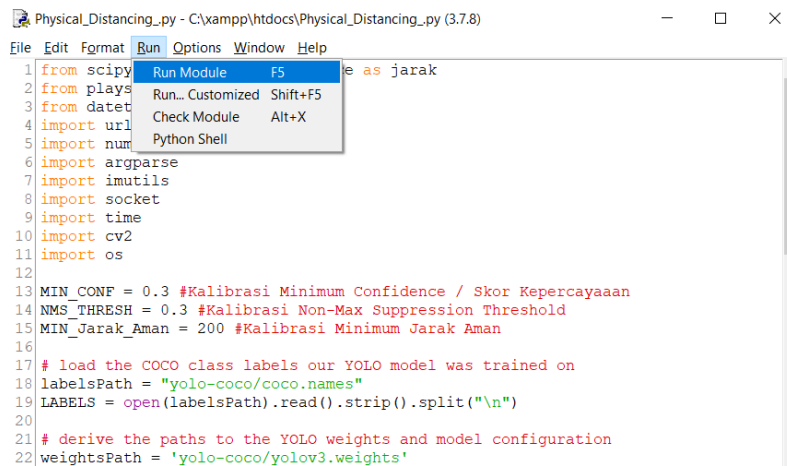 Physical_Distancing_.py - C:\xampp\htdocs\Physical_Distancing_.py (3.7.8)
File Edit Format Run Options Window Help
Run Module F5
Run... Customized Shift+F5
Check Module Alt+X
Python Shell
1 from scipy e as jarak
2 from plays
3 from datet
4 import url
5 import num
6 import argparse
7 import imutils
8 import socket
9 import time
10 import cv2
11 import os
12
13 MIN_CONF = 0.3 #Kalibrasi Minimum Confidence / Skor Kepercayaaan
14 NMS_THRESH = 0.3 #Kalibrasi Non-Max Suppression Threshold
15 MIN_Jarak_Aman = 200 #Kalibrasi Minimum Jarak Aman
16
17 # load the COCO class labels our YOLO model was trained on
18 labelsPath = "yolo-coco/coco.names"
19 LABELS = open(labelsPath).read().strip().split("\n")
20
21 # derive the paths to the YOLO weights and model configuration
22 weightsPath = 'yolo-coco/yolov3.weights'